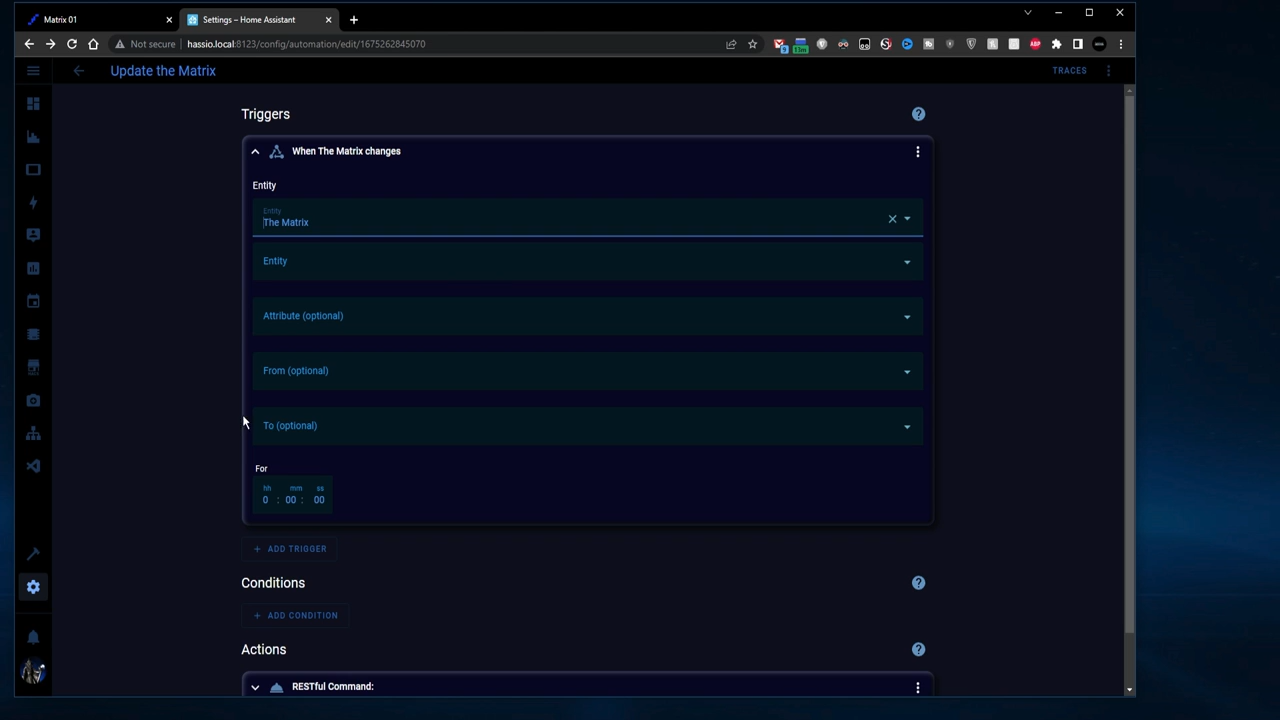 Matrix 01
Settings – Home Assistant
Not secure
hassio.local:8123/config/automation/edit/1675262845070
Update the Matrix
TRACES
Triggers
When The Matrix changes
Entity
Entity
The Matrix
Entity
Attribute (optional)
From (optional)
To (optional)
For
hh mm ss
0 : 00 : 00
+ ADD TRIGGER
Conditions
+ ADD CONDITION
Actions
RESTful Command: